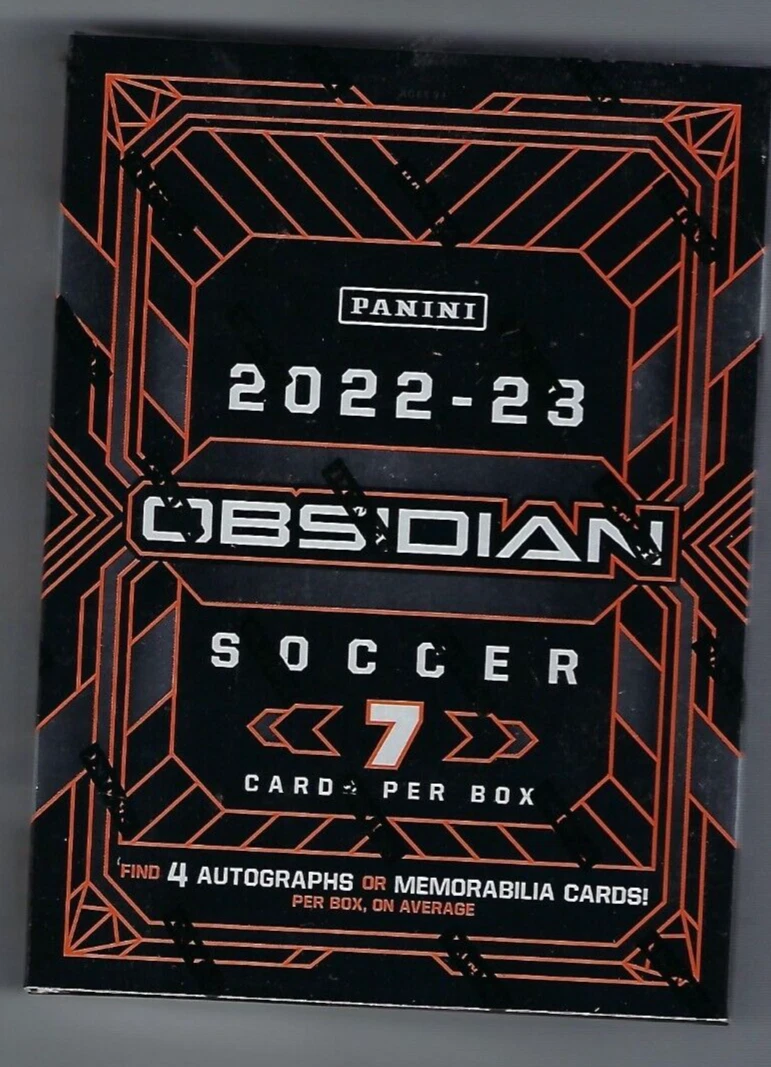 PANINI
2022-23
OBSIDIAN
SOCCER
7
CARDS PER BOX
FIND 4 AUTOGRAPHS OR MEMORABILIA CARDS!
PER BOX, ON AVERAGE